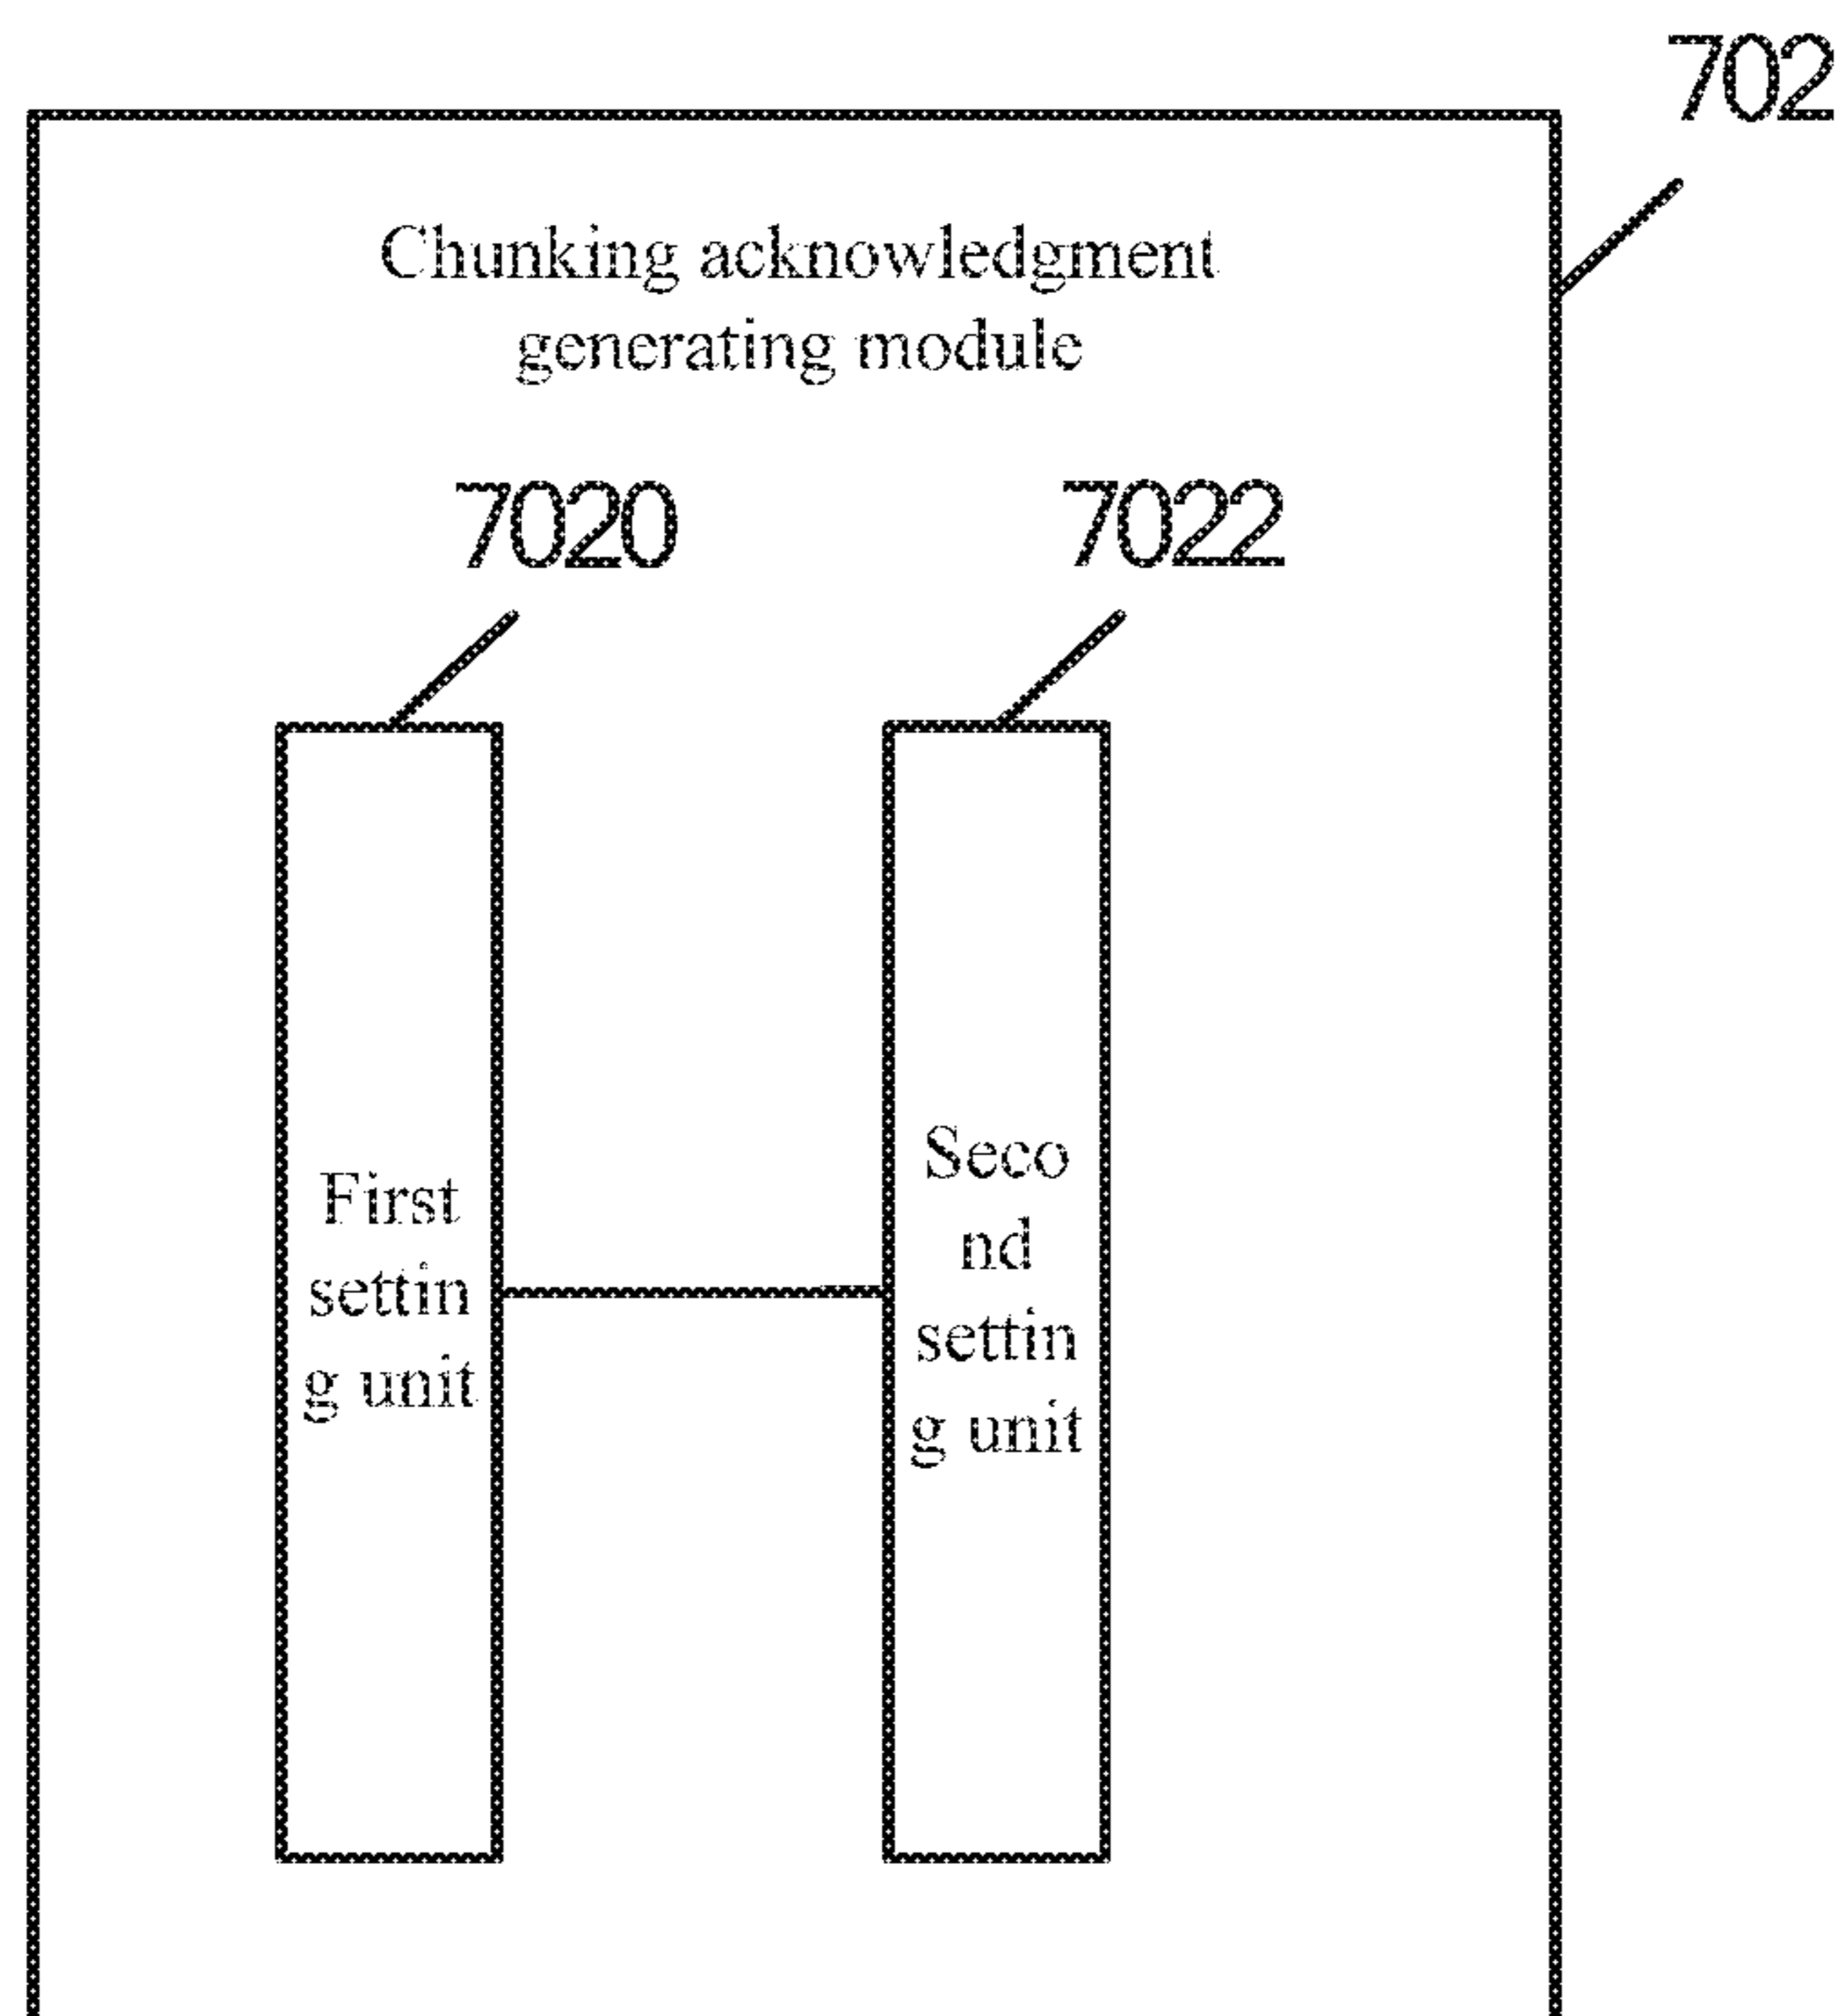 702
Chunking acknowledgment
generating module
7020
7022
First
settin
g unit
Seco
nd
settin
g unit